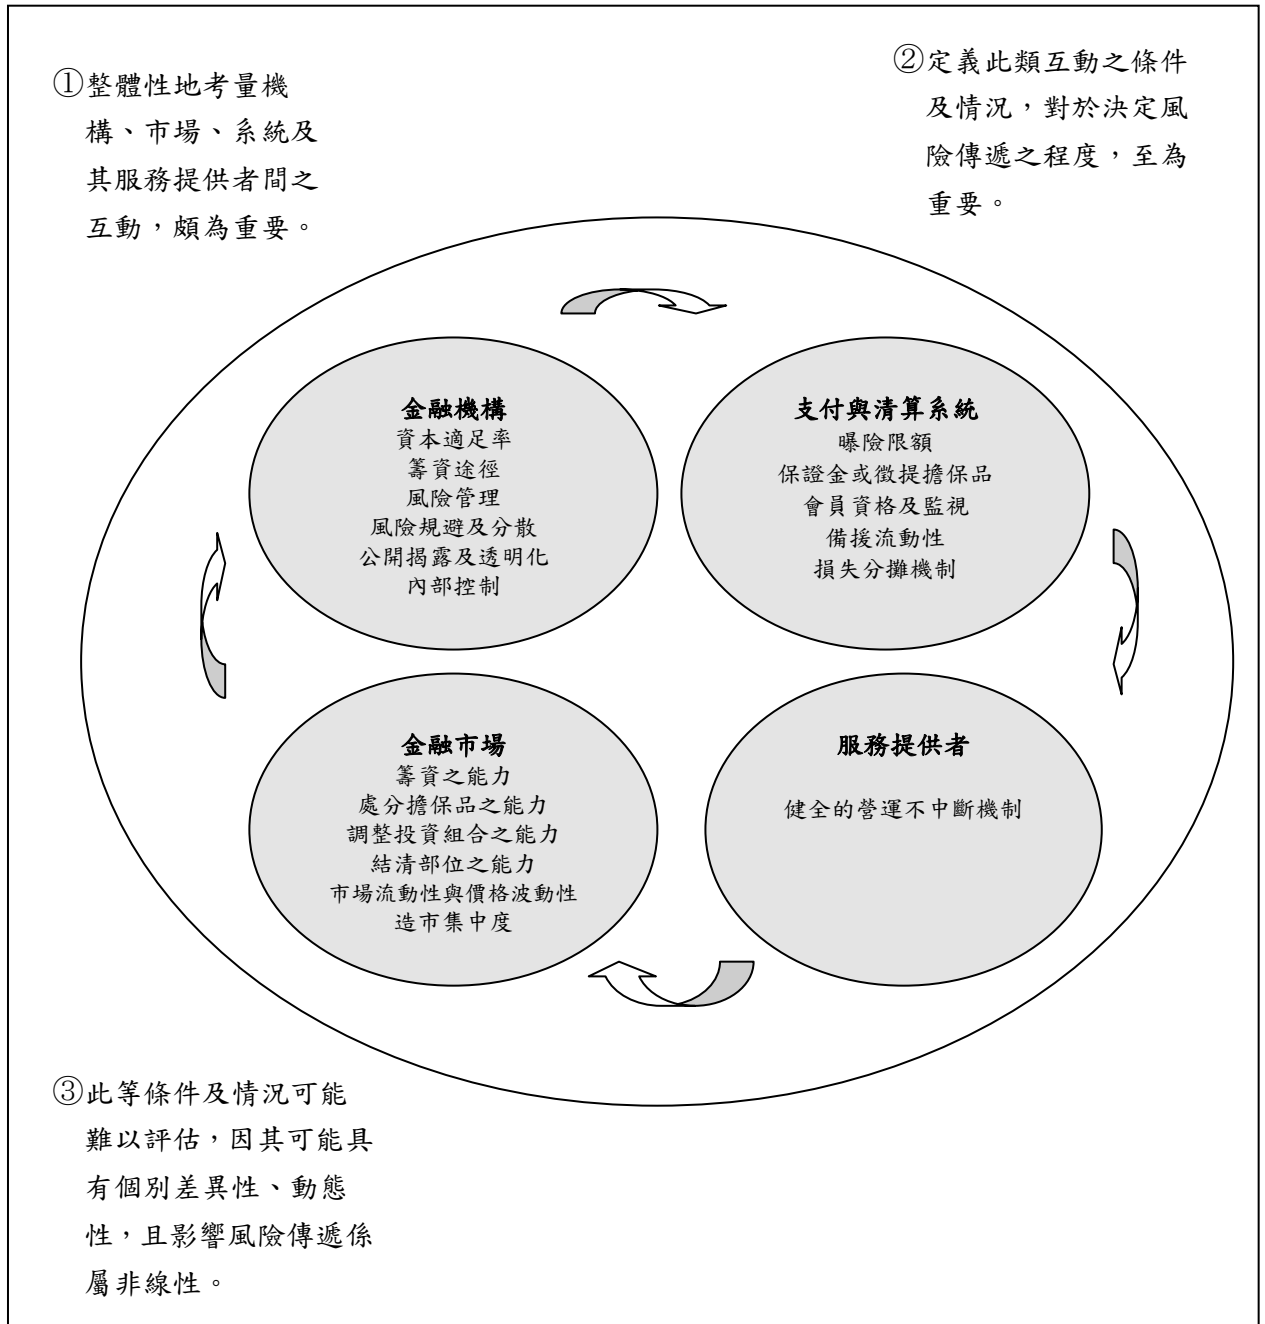 ①整體性地考量機
構、市場、系統及
其服務提供者間之
互動，頗為重要。
②定義此類互動之條件
及情況，對於決定風
險傳遞之程度，至為
重要。
金融機構
資本適足率
籌資途徑
風險管理
風險規避及分散
公開揭露及透明化
內部控制
支付與清算系統
曝險限額
保證金或徵提擔保品
會員資格及監視
備援流動性
損失分攤機制
金融市場
籌資之能力
處分擔保品之能力
調整投資組合之能力
結清部位之能力
市場流動性與價格波動性
造市集中度
服務提供者
健全的營運不中斷機制
③此等條件及情況可能
難以評估，因其可能具
有個別差異性、動態
性，且影響風險傳遞係
屬非線性。